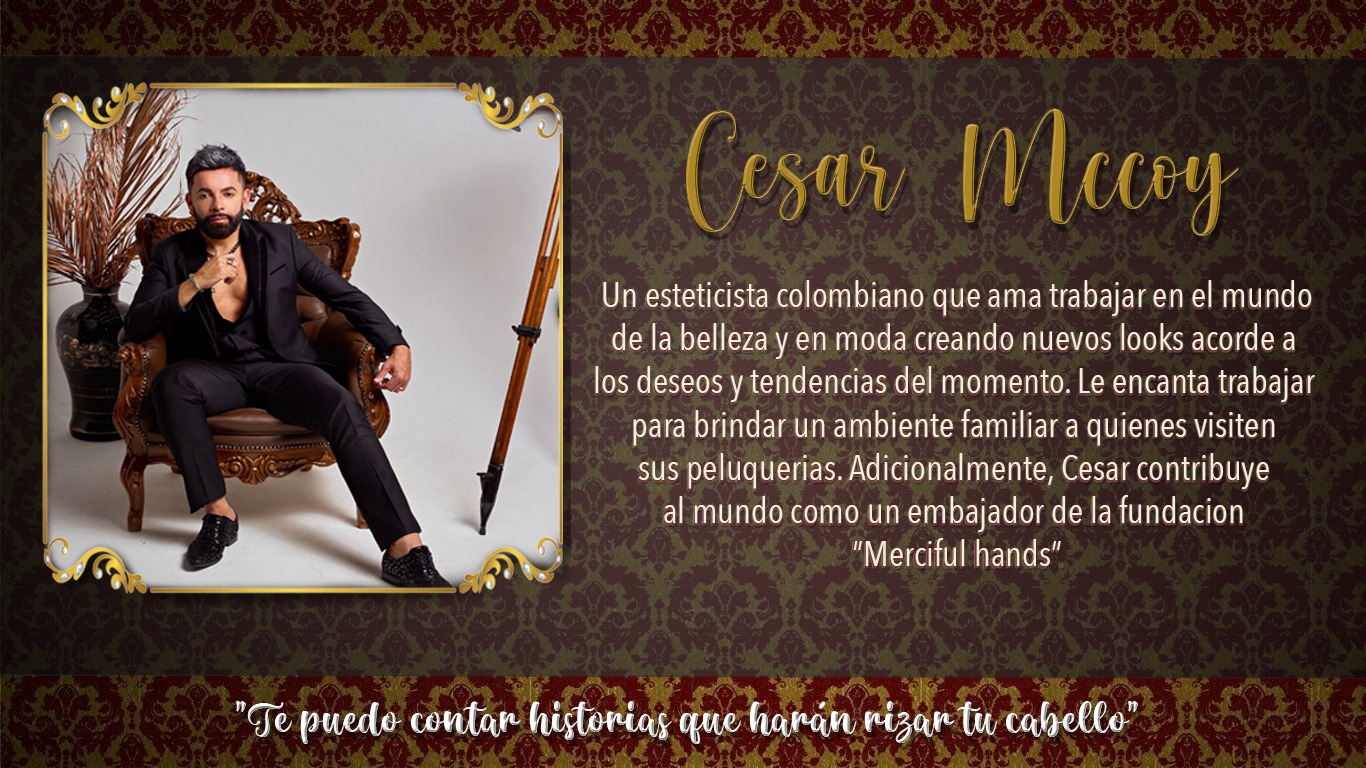 Cesar Mccoy
Un esteticista colombiano que ama trabajar en el mundo
de la belleza y en moda creando nuevos looks acorde a
los deseos y tendencias del momento. Le encanta trabajar
para brindar un ambiente familiar a quienes visiten
sus peluquerias. Adicionalmente, Cesar contribuye
al mundo como un embajador de la fundacion
“Merciful hands”
"Te puedo contar historias que harán rizar tu cabello"